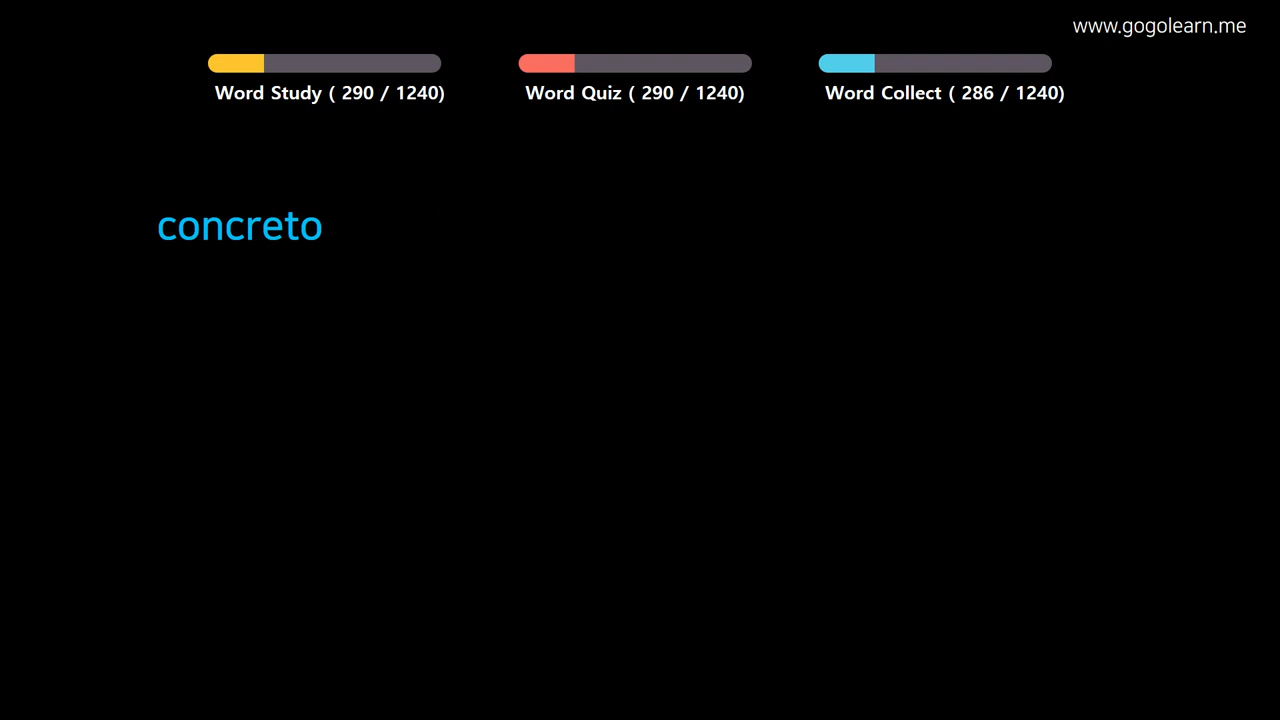 www.gogolearn.me
Word Study ( 290 / 1240)
Word Quiz ( 290 / 1240)
Word Collect ( 286 / 1240)
concreto